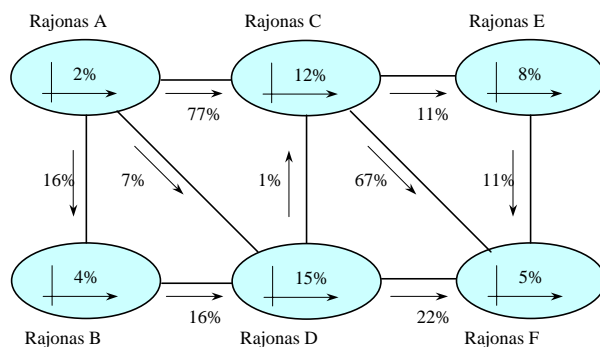 Rajonas A
Rajonas C
Rajonas E
2%
12%
8%
77%
11%
16%
7%
1%
67%
11%
4%
15%
5%
16%
22%
Rajonas B
Rajonas D
Rajonas F